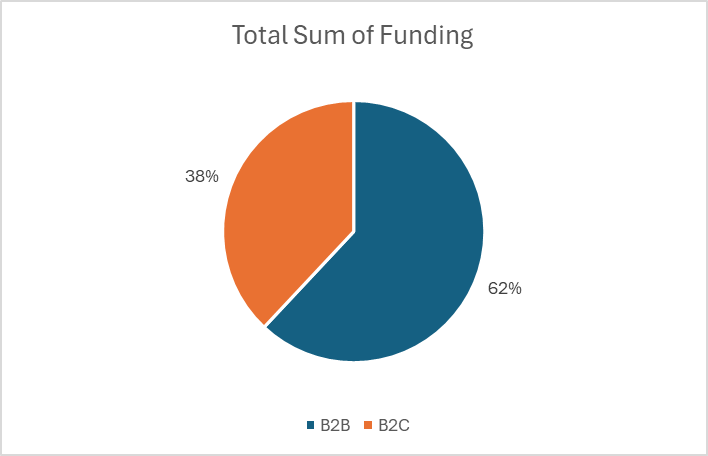 Total Sum of Funding
38%
62%
B2B B2C